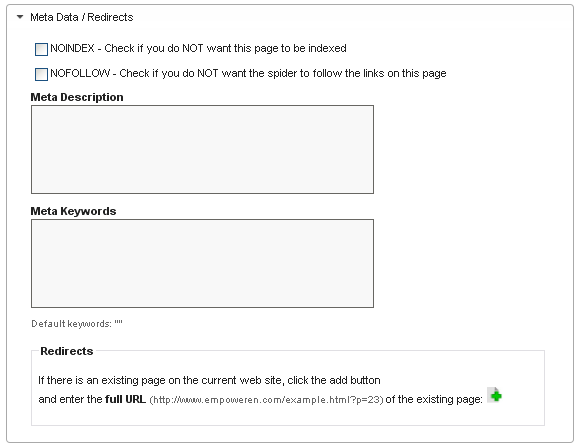 Meta Data / Redirects
NOINDEX - Check if you do NOT want this page to be indexed
NOFOLLOW - Check if you do NOT want the spider to follow the links on this page
Meta Description
Meta Keywords
Default keywords: ""
Redirects
If there is an existing page on the current web site, click the add button
and enter the full URL (http://www.empoweren.com/example.html?p=23) of the existing page: